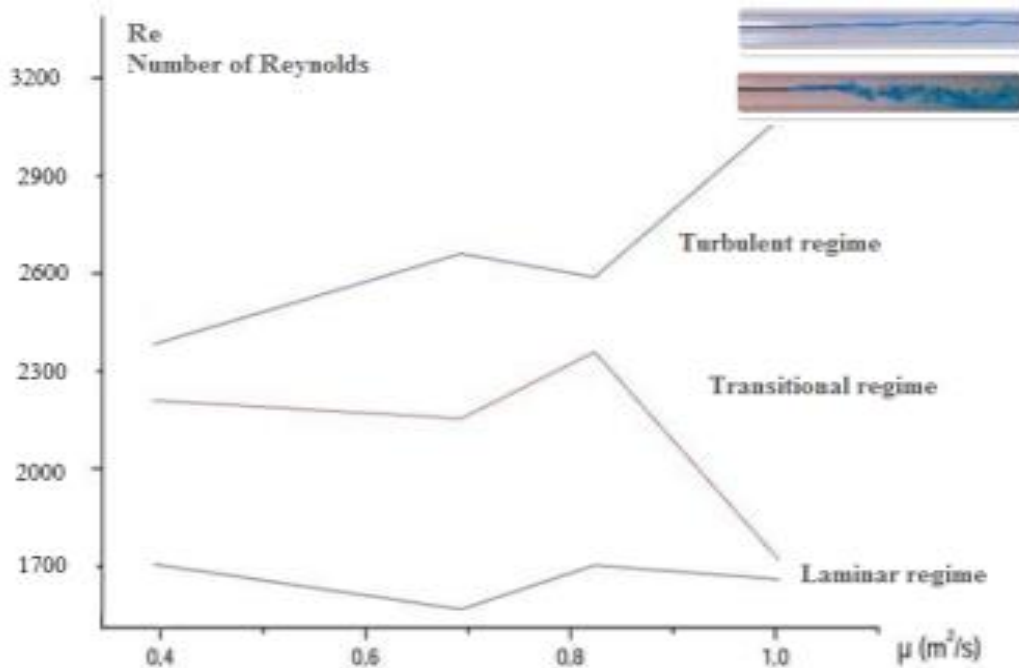 Re
Number of Reynolds
3200
2900
2600
2300
2000
1700
Turbulent regime
Transitional regime
Laminar regime
0,4
0,6
0,8
1,0
μ (m²/s)